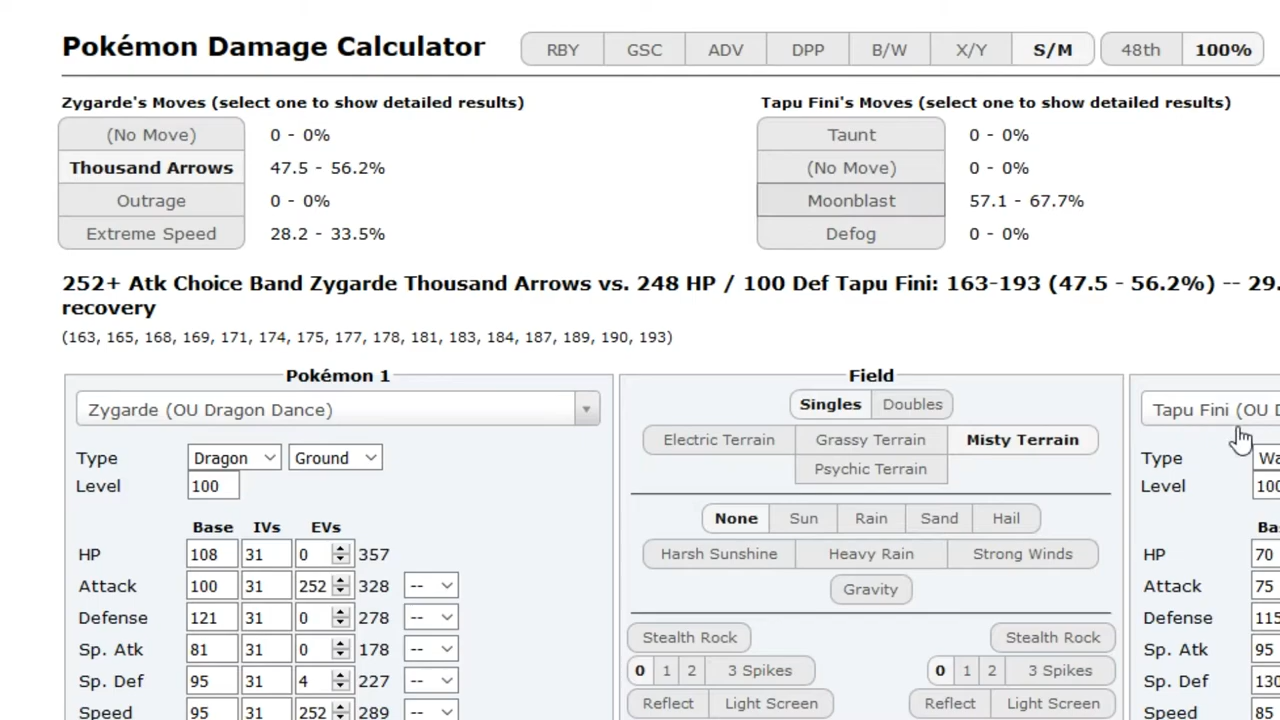 Pokémon Damage Calculator
RBY GSC ADV DPP B/W X/Y S/M 48th 100%
Zygarde's Moves (select one to show detailed results)
(No Move) 0 - 0%
Thousand Arrows 47.5 - 56.2%
Outrage 0 - 0%
Extreme Speed 28.2 - 33.5%
Tapu Fini's Moves (select one to show detailed results)
Taunt 0 - 0%
(No Move) 0 - 0%
Moonblast 57.1 - 67.7%
Defog 0 - 0%
252+ Atk Choice Band Zygarde Thousand Arrows vs. 248 HP / 100 Def Tapu Fini: 163-193 (47.5 - 56.2%) -- 29.
recovery
(163, 165, 168, 169, 171, 174, 175, 177, 178, 181, 183, 184, 187, 189, 190, 193)
Pokémon 1
Zygarde (OU Dragon Dance)
Type Dragon Ground
Level 100
Base IVs EVs
HP 108 31 0 357
Attack 100 31 252 328 --
Defense 121 31 0 278 --
Sp. Atk 81 31 0 178 --
Sp. Def 95 31 4 227 --
Speed 95 31 252 289 --
Field
Singles Doubles
Electric Terrain Grassy Terrain Misty Terrain
Psychic Terrain
None Sun Rain Sand Hail
Harsh Sunshine Heavy Rain Strong Winds
Gravity
Stealth Rock Stealth Rock
0 1 2 3 Spikes 0 1 2 3 Spikes
Reflect Light Screen Reflect Light Screen
Tapu Fini (OU D
Type Wa
Level 100
Ba
HP 70
Attack 75
Defense 115
Sp. Atk 95
Sp. Def 130
Speed 85